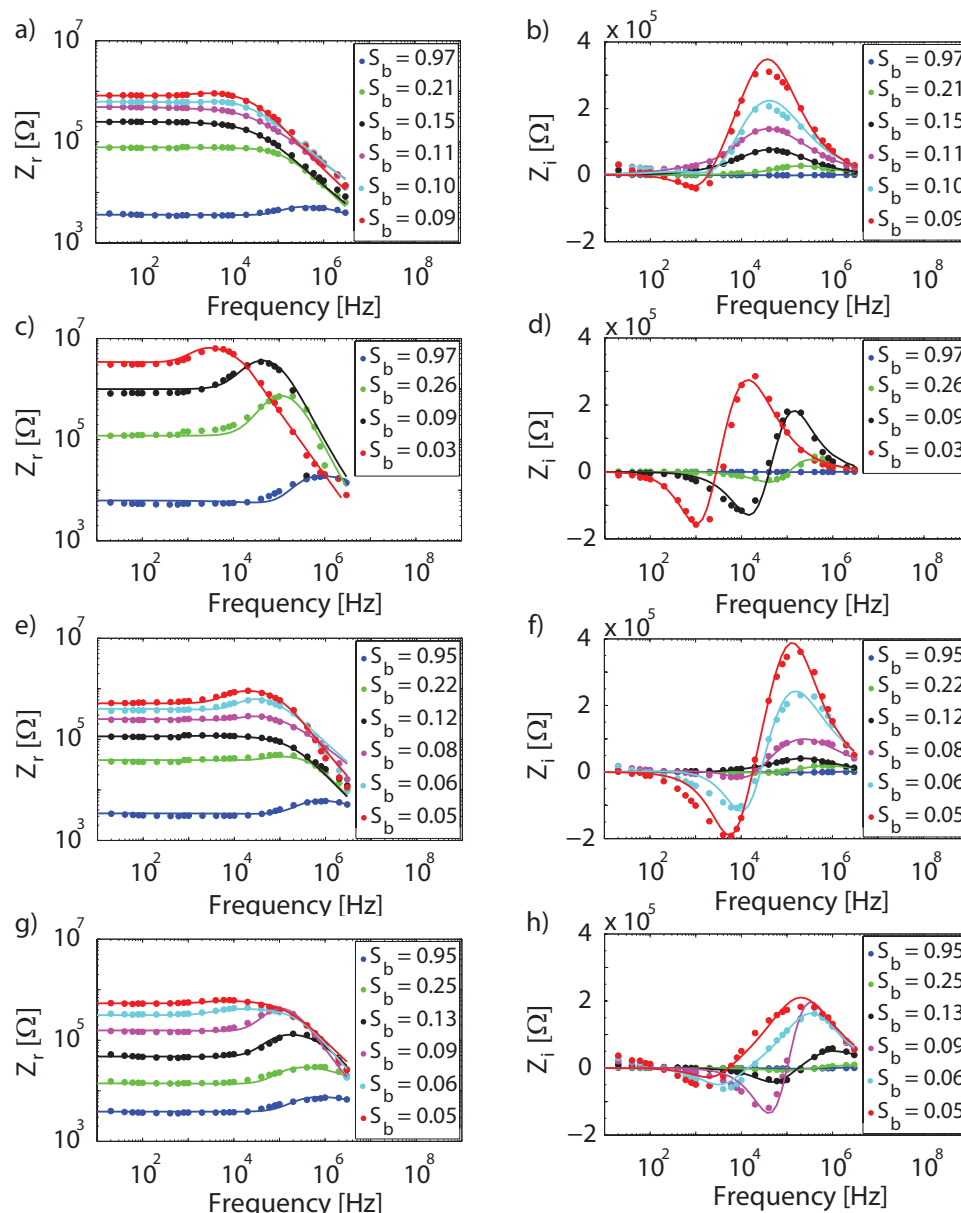 a)
10^7
10^5
10^3
Z_r [Ω]
10^2 10^4 10^6 10^8
Frequency [Hz]
S_b = 0.97
S_b = 0.21
S_b = 0.15
S_b = 0.11
S_b = 0.10
S_b = 0.09
b)
x 10^5
4
2
0
−2
Z_i [Ω]
10^2 10^4 10^6 10^8
Frequency [Hz]
S_b = 0.97
S_b = 0.21
S_b = 0.15
S_b = 0.11
S_b = 0.10
S_b = 0.09
c)
10^7
10^5
10^3
Z_r [Ω]
10^2 10^4 10^6 10^8
Frequency [Hz]
S_b = 0.97
S_b = 0.26
S_b = 0.09
S_b = 0.03
d)
x 10^5
4
2
0
−2
Z_i [Ω]
10^2 10^4 10^6 10^8
Frequency [Hz]
S_b = 0.97
S_b = 0.26
S_b = 0.09
S_b = 0.03
e)
10^7
10^5
10^3
Z_r [Ω]
10^2 10^4 10^6 10^8
Frequency [Hz]
S_b = 0.95
S_b = 0.22
S_b = 0.12
S_b = 0.08
S_b = 0.06
S_b = 0.05
f)
x 10^5
4
2
0
−2
Z_i [Ω]
10^2 10^4 10^6 10^8
Frequency [Hz]
S_b = 0.95
S_b = 0.22
S_b = 0.12
S_b = 0.08
S_b = 0.06
S_b = 0.05
g)
10^7
10^5
10^3
Z_r [Ω]
10^2 10^4 10^6 10^8
Frequency [Hz]
S_b = 0.95
S_b = 0.25
S_b = 0.13
S_b = 0.09
S_b = 0.06
S_b = 0.05
h)
x 10^5
4
2
0
−2
Z_i [Ω]
10^2 10^4 10^6 10^8
Frequency [Hz]
S_b = 0.95
S_b = 0.25
S_b = 0.13
S_b = 0.09
S_b = 0.06
S_b = 0.05